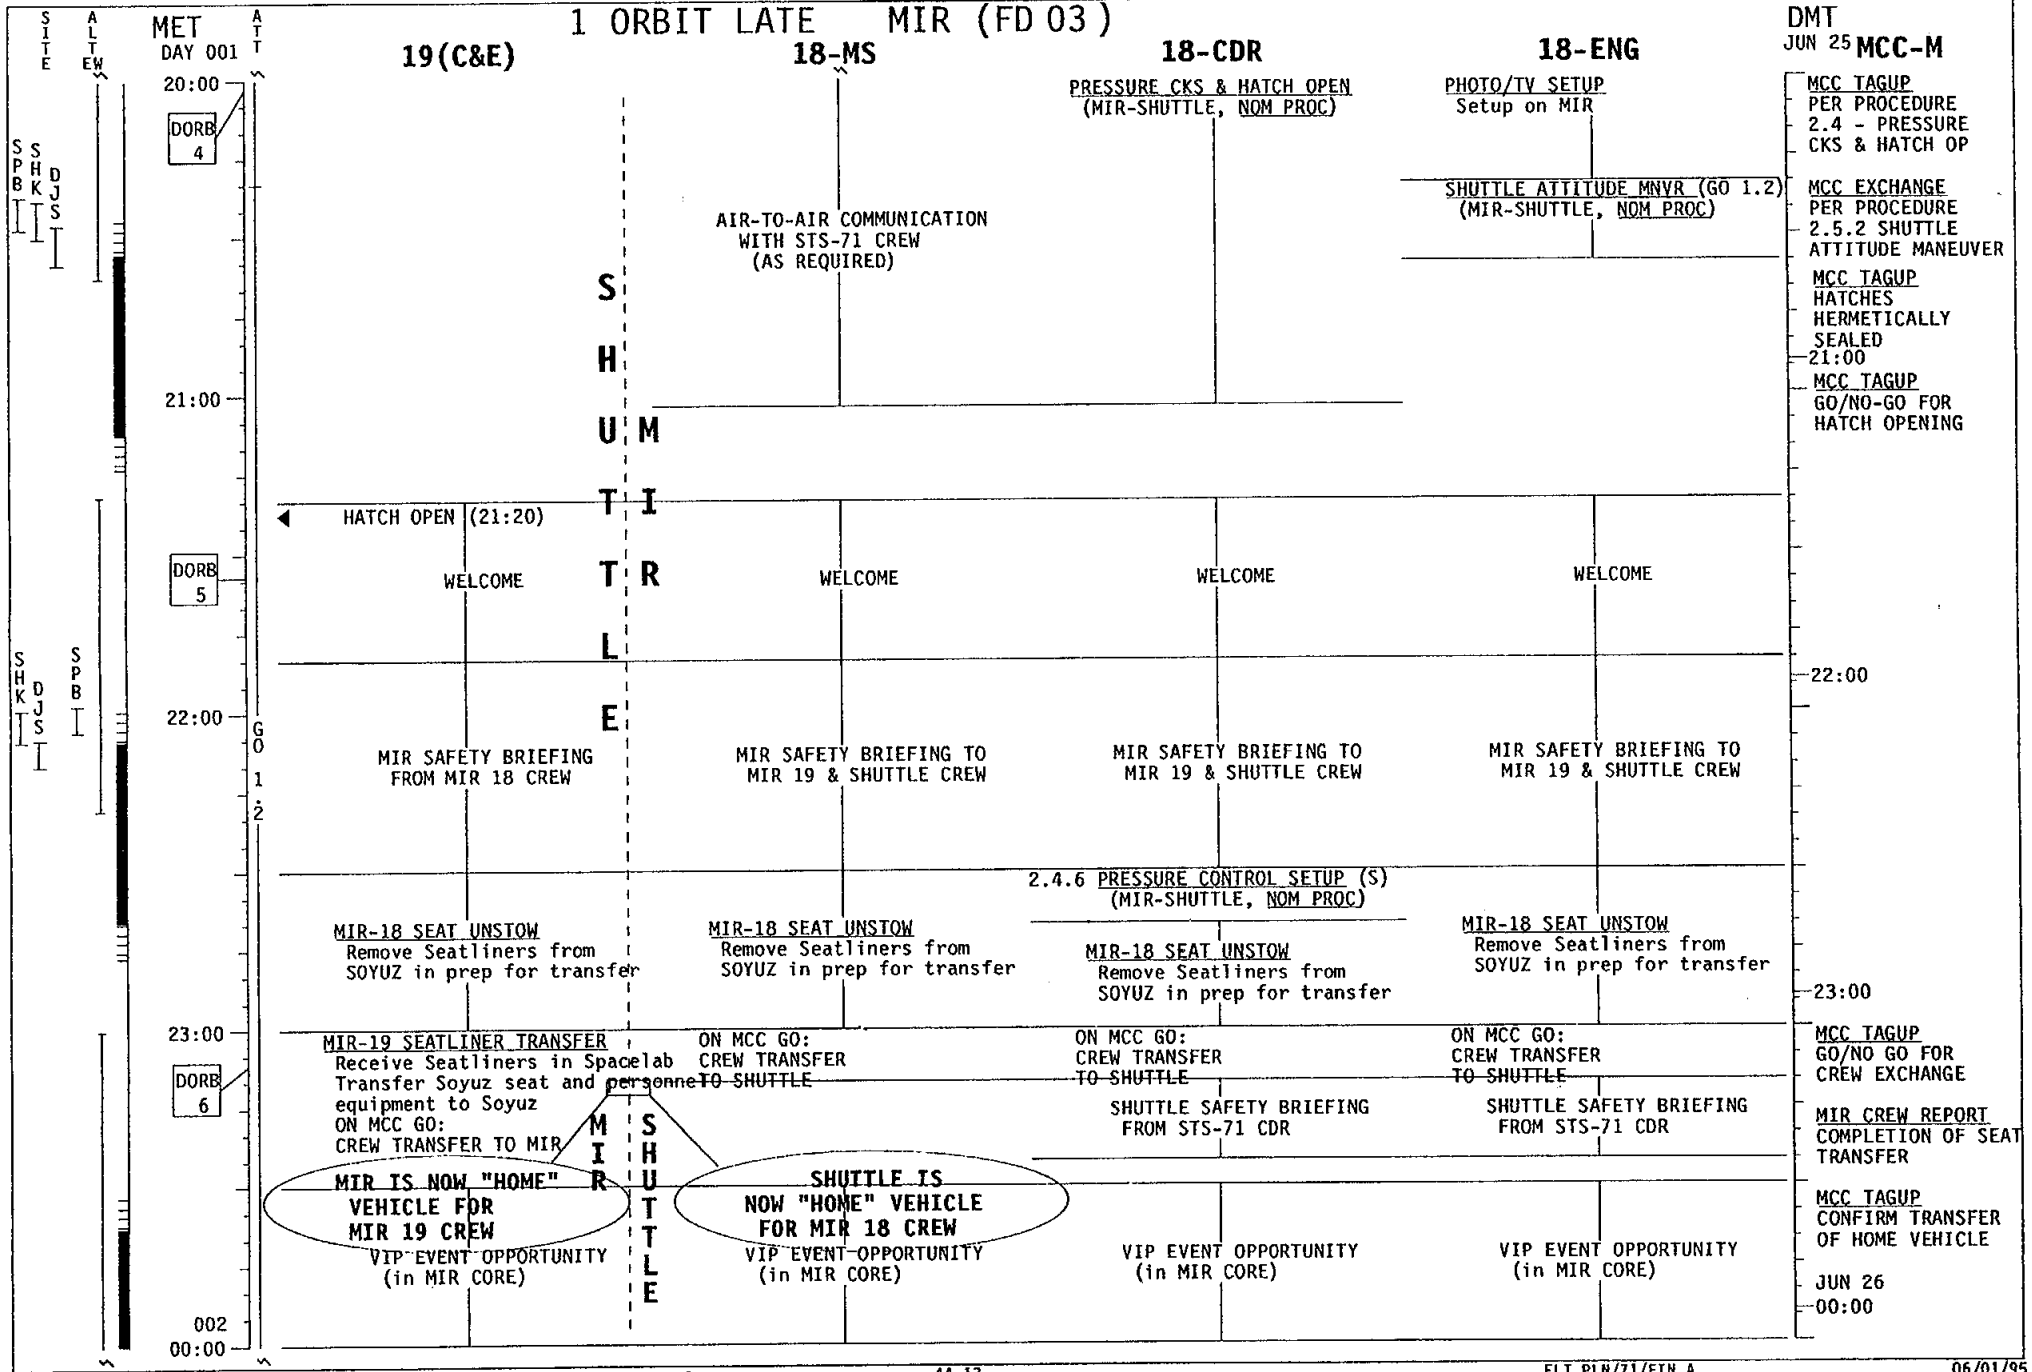 1 ORBIT LATE MIR (FD 03)
SITE
ALTEW
MET
DAY 001
ATT
19(C&E)
18-MS
18-CDR
18-ENG
DMT
JUN 25 MCC-M
20:00
DORB
4
SPB
SHK
DJS
21:00
DORB
5
SHK
DJS
SPB
22:00
GO 1.2
23:00
DORB
6
002
00:00
SHUTTLE
MIR
HATCH OPEN (21:20)
WELCOME
MIR SAFETY BRIEFING
FROM MIR 18 CREW
MIR-18 SEAT UNSTOW
Remove Seatliners from
SOYUZ in prep for transfer
MIR-19 SEATLINER TRANSFER
Receive Seatliners in Spacelab
Transfer Soyuz seat and personnel
equipment to Soyuz
ON MCC GO:
CREW TRANSFER TO MIR
MIR IS NOW "HOME"
VEHICLE FOR
MIR 19 CREW
VIP EVENT OPPORTUNITY
(in MIR CORE)
MIR
SHUTTLE
AIR-TO-AIR COMMUNICATION
WITH STS-71 CREW
(AS REQUIRED)
WELCOME
MIR SAFETY BRIEFING TO
MIR 19 & SHUTTLE CREW
MIR-18 SEAT UNSTOW
Remove Seatliners from
SOYUZ in prep for transfer
ON MCC GO:
CREW TRANSFER
TO SHUTTLE
SHUTTLE IS
NOW "HOME" VEHICLE
FOR MIR 18 CREW
VIP EVENT OPPORTUNITY
(in MIR CORE)
PRESSURE CKS & HATCH OPEN
(MIR-SHUTTLE, NOM PROC)
WELCOME
MIR SAFETY BRIEFING TO
MIR 19 & SHUTTLE CREW
2.4.6 PRESSURE CONTROL SETUP (S)
(MIR-SHUTTLE, NOM PROC)
MIR-18 SEAT UNSTOW
Remove Seatliners from
SOYUZ in prep for transfer
ON MCC GO:
CREW TRANSFER
TO SHUTTLE
SHUTTLE SAFETY BRIEFING
FROM STS-71 CDR
VIP EVENT OPPORTUNITY
(in MIR CORE)
PHOTO/TV SETUP
Setup on MIR
SHUTTLE ATTITUDE MNVR (GO 1.2)
(MIR-SHUTTLE, NOM PROC)
WELCOME
MIR SAFETY BRIEFING TO
MIR 19 & SHUTTLE CREW
MIR-18 SEAT UNSTOW
Remove Seatliners from
SOYUZ in prep for transfer
ON MCC GO:
CREW TRANSFER
TO SHUTTLE
SHUTTLE SAFETY BRIEFING
FROM STS-71 CDR
VIP EVENT OPPORTUNITY
(in MIR CORE)
MCC TAGUP
PER PROCEDURE
2.4 - PRESSURE
CKS & HATCH OP
MCC EXCHANGE
PER PROCEDURE
2.5.2 SHUTTLE
ATTITUDE MANEUVER
MCC TAGUP
HATCHES
HERMETICALLY
SEALED
21:00
MCC TAGUP
GO/NO-GO FOR
HATCH OPENING
22:00
23:00
MCC TAGUP
GO/NO GO FOR
CREW EXCHANGE
MIR CREW REPORT
COMPLETION OF SEAT
TRANSFER
MCC TAGUP
CONFIRM TRANSFER
OF HOME VEHICLE
JUN 26
00:00
FLT PLN/71/FIN A
06/01/95